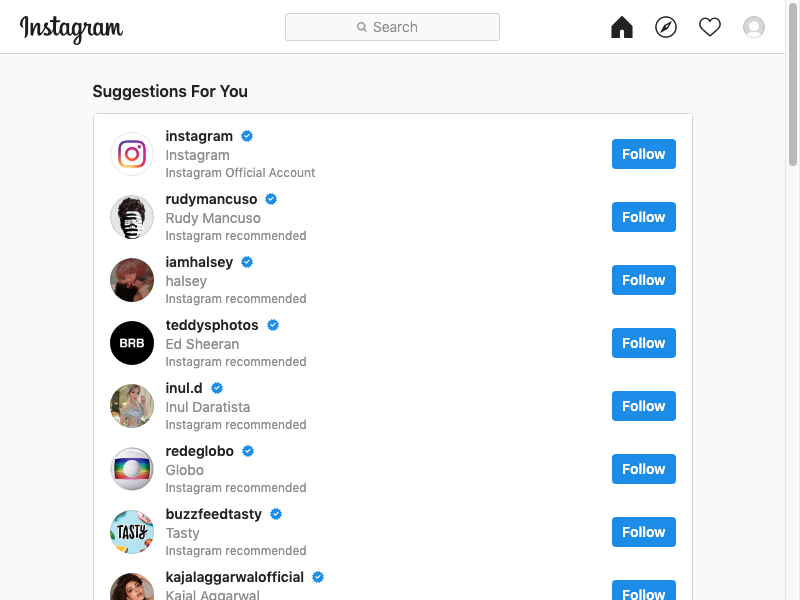 Instagram
Search
Suggestions For You
instagram
Instagram
Instagram Official Account
Follow
rudymancuso
Rudy Mancuso
Instagram recommended
Follow
iamhalsey
halsey
Instagram recommended
Follow
BRB
teddysphotos
Ed Sheeran
Instagram recommended
Follow
inul.d
Inul Daratista
Instagram recommended
Follow
redeglobo
Globo
Instagram recommended
Follow
TASTY
buzzfeedtasty
Tasty
Instagram recommended
Follow
kajalaggarwalofficial
Kajal Aggarwal
Follow